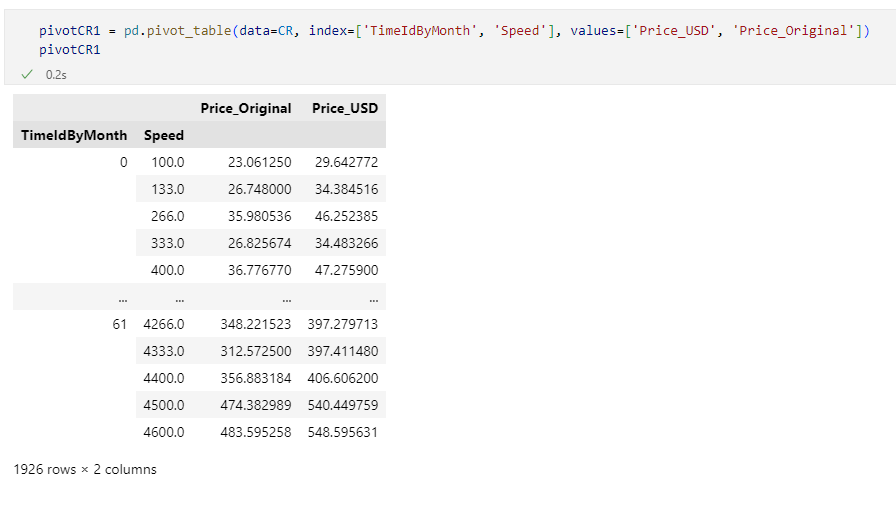 pivotCR1 = pd.pivot_table(data=CR, index=['TimeIdByMonth', 'Speed'], values=['Price_USD', 'Price_Original'])
pivotCR1
✓ 0.2s
Price_Original Price_USD
TimeIdByMonth Speed
0 100.0 23.061250 29.642772
133.0 26.748000 34.384516
266.0 35.980536 46.252385
333.0 26.825674 34.483266
400.0 36.776770 47.275900
... ... ... ...
61 4266.0 348.221523 397.279713
4333.0 312.572500 397.411480
4400.0 356.883184 406.606200
4500.0 474.382989 540.449759
4600.0 483.595258 548.595631
1926 rows × 2 columns